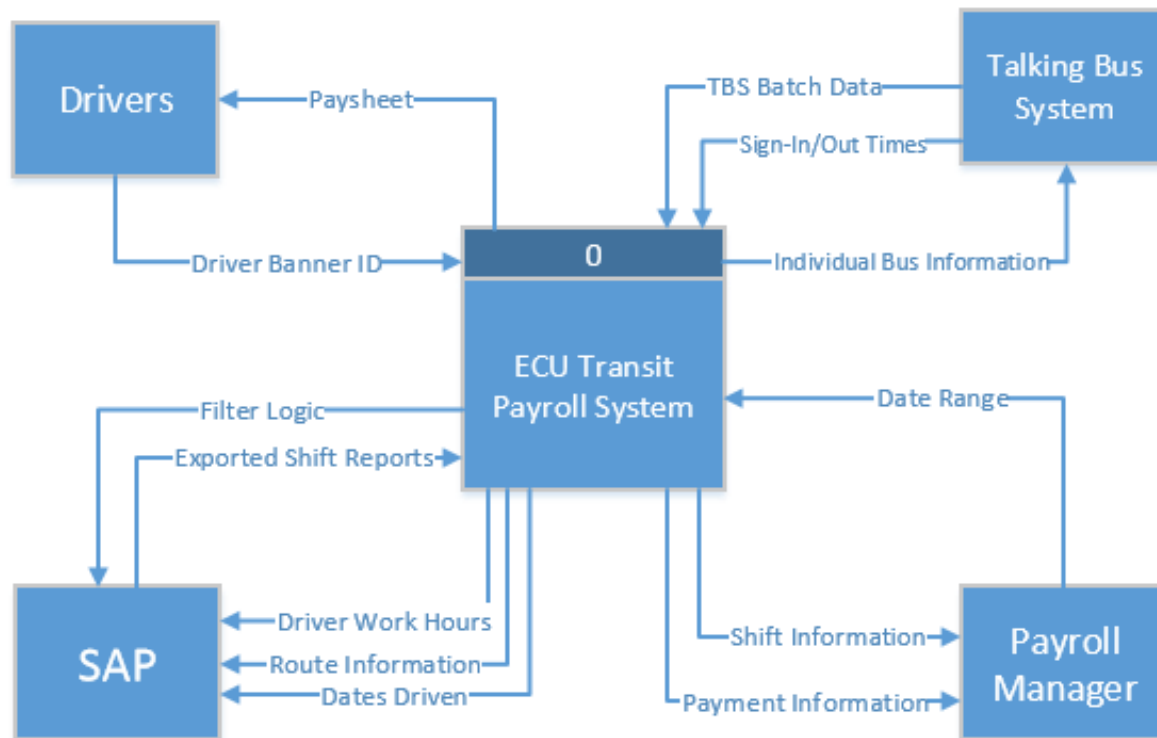 Drivers
Paysheet
TBS Batch Data
Talking Bus
System
Sign-In/Out Times
Driver Banner ID
0
Individual Bus Information
ECU Transit
Payroll System
Filter Logic
Date Range
Exported Shift Reports
SAP
Driver Work Hours
Route Information
Dates Driven
Shift Information
Payment Information
Payroll
Manager